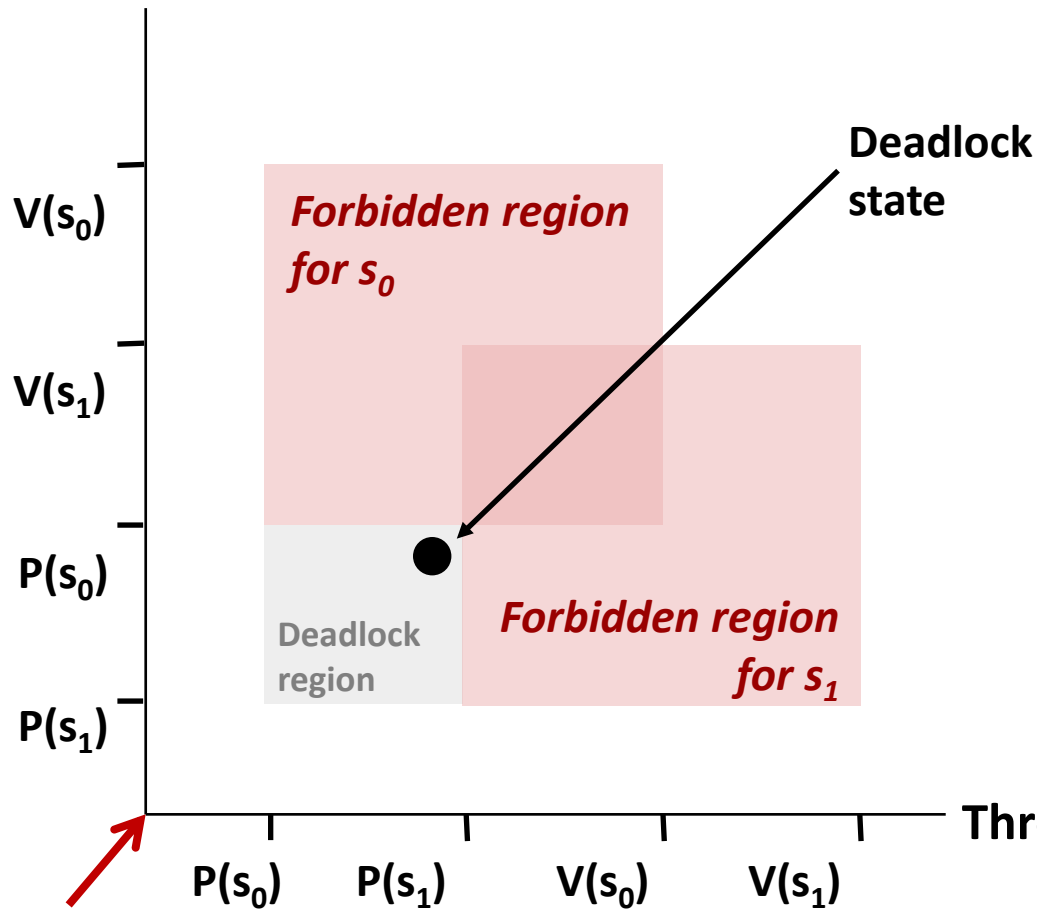 Deadlock
state
V(s₀)
Forbidden region
for s₀
V(s₁)
P(s₀)
Deadlock
region
Forbidden region
for s₁
P(s₁)
Thr
P(s₀) P(s₁) V(s₀) V(s₁)